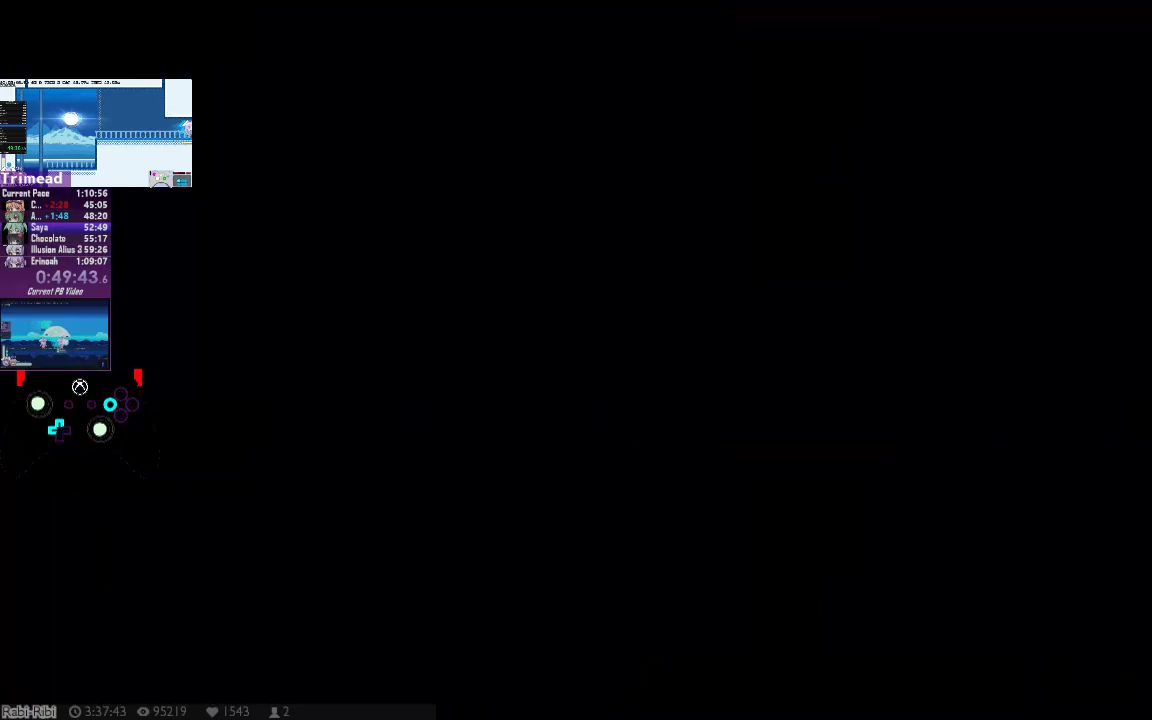 Trimead
Current Pace 1:10:56
C... +2:28 45:05
A... +1:48 48:20
Saya 52:49
Chocolate 55:17
Illusion Alius 3 59:26
Erinoah 1:09:07
0:49:43.6
Current PB Video
Rabi-Ribi 3:37:43 95219 1543 2